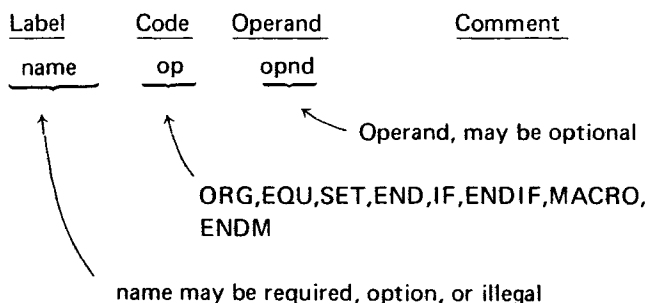 Label Code Operand Comment
name op opnd
Operand, may be optional
ORG,EQU,SET,END,IF,ENDIF,MACRO,
ENDM
name may be required, option, or illegal